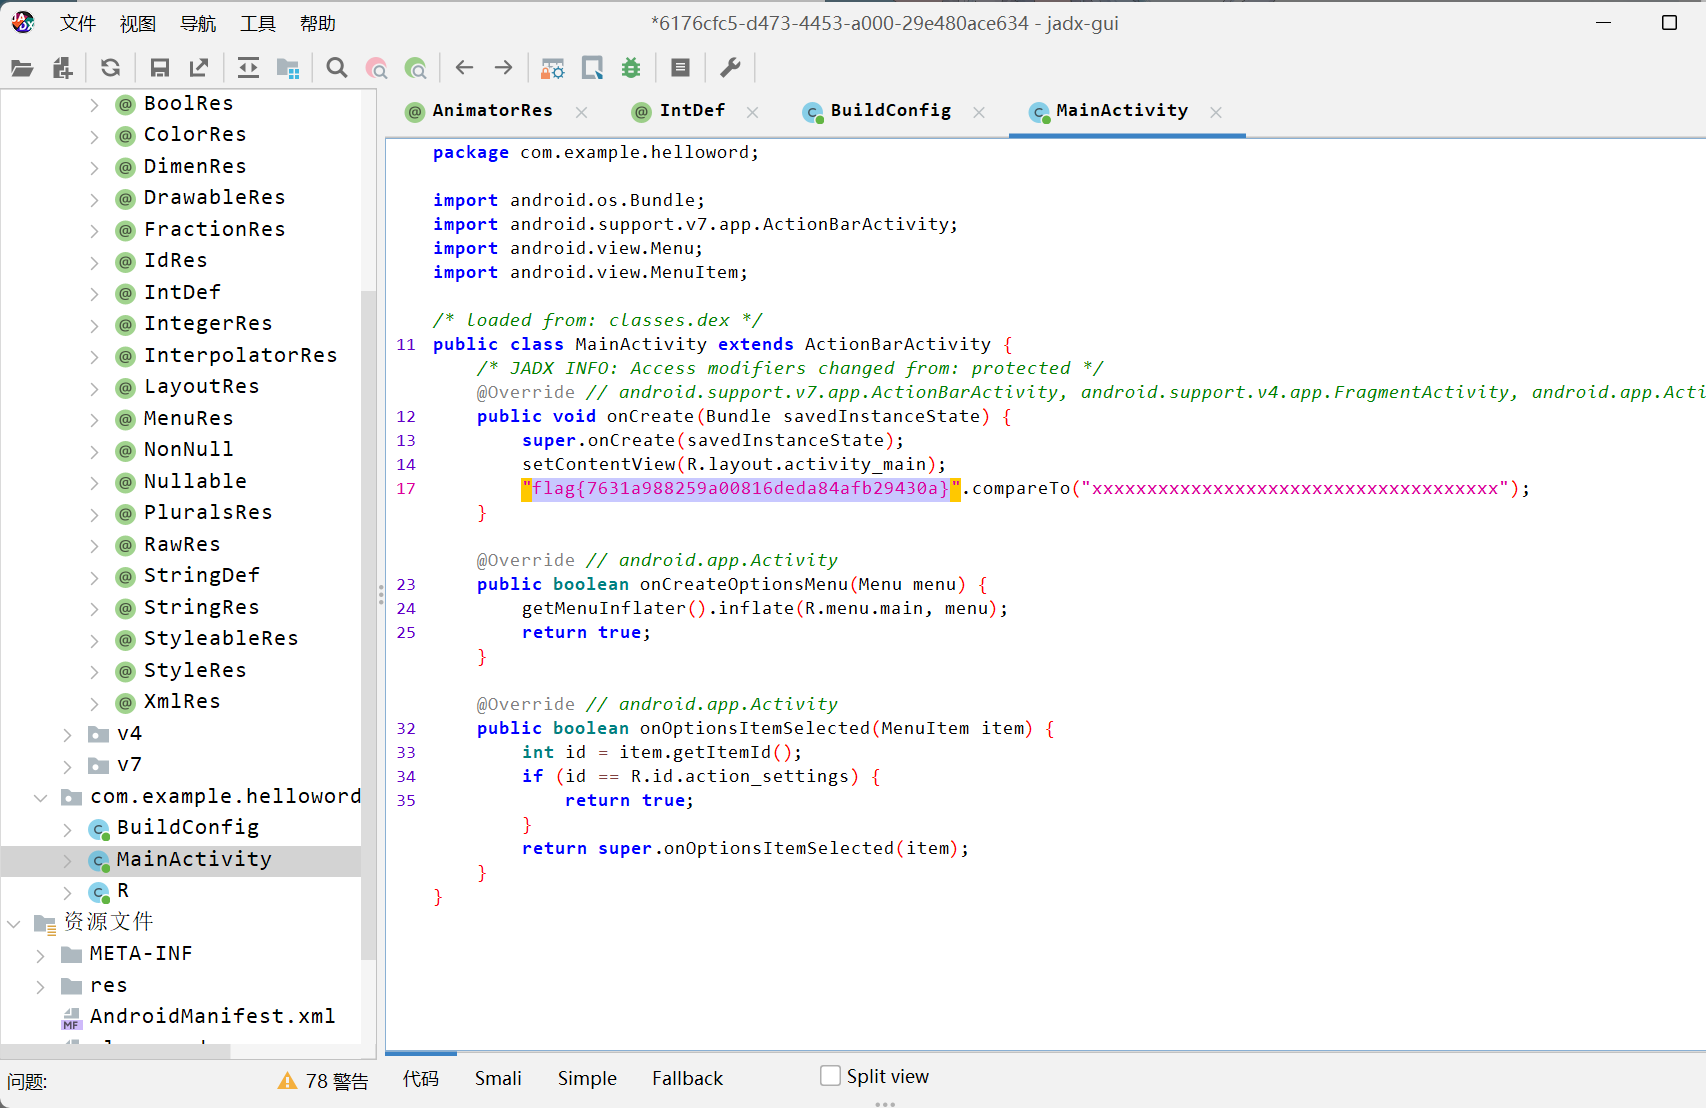 文件 视图 导航 工具 帮助 *6176cfc5-d473-4453-a000-29e480ace634 - jadx-gui
BoolRes
ColorRes
DimenRes
DrawableRes
FractionRes
IdRes
IntDef
IntegerRes
InterpolatorRes
LayoutRes
MenuRes
NonNull
Nullable
PluralsRes
RawRes
StringDef
StringRes
StyleableRes
StyleRes
XmlRes
v4
v7
com.example.helloword
BuildConfig
MainActivity
R
资源文件
META-INF
res
AndroidManifest.xml
AnimatorRes IntDef BuildConfig MainActivity
package com.example.helloword;
import android.os.Bundle;
import android.support.v7.app.ActionBarActivity;
import android.view.Menu;
import android.view.MenuItem;
/* loaded from: classes.dex */
11 public class MainActivity extends ActionBarActivity {
/* JADX INFO: Access modifiers changed from: protected */
@Override // android.support.v7.app.ActionBarActivity, android.support.v4.app.FragmentActivity, android.app.Acti
12 public void onCreate(Bundle savedInstanceState) {
13 super.onCreate(savedInstanceState);
14 setContentView(R.layout.activity_main);
17 "flag{7631a988259a00816deda84afb29430a}".compareTo("xxxxxxxxxxxxxxxxxxxxxxxxxxxxxxxxxxxxx");
}
@Override // android.app.Activity
23 public boolean onCreateOptionsMenu(Menu menu) {
24 getMenuInflater().inflate(R.menu.main, menu);
25 return true;
}
@Override // android.app.Activity
32 public boolean onOptionsItemSelected(MenuItem item) {
33 int id = item.getItemId();
34 if (id == R.id.action_settings) {
35 return true;
}
return super.onOptionsItemSelected(item);
}
}
问题: 78 警告 代码 Smali Simple Fallback Split view